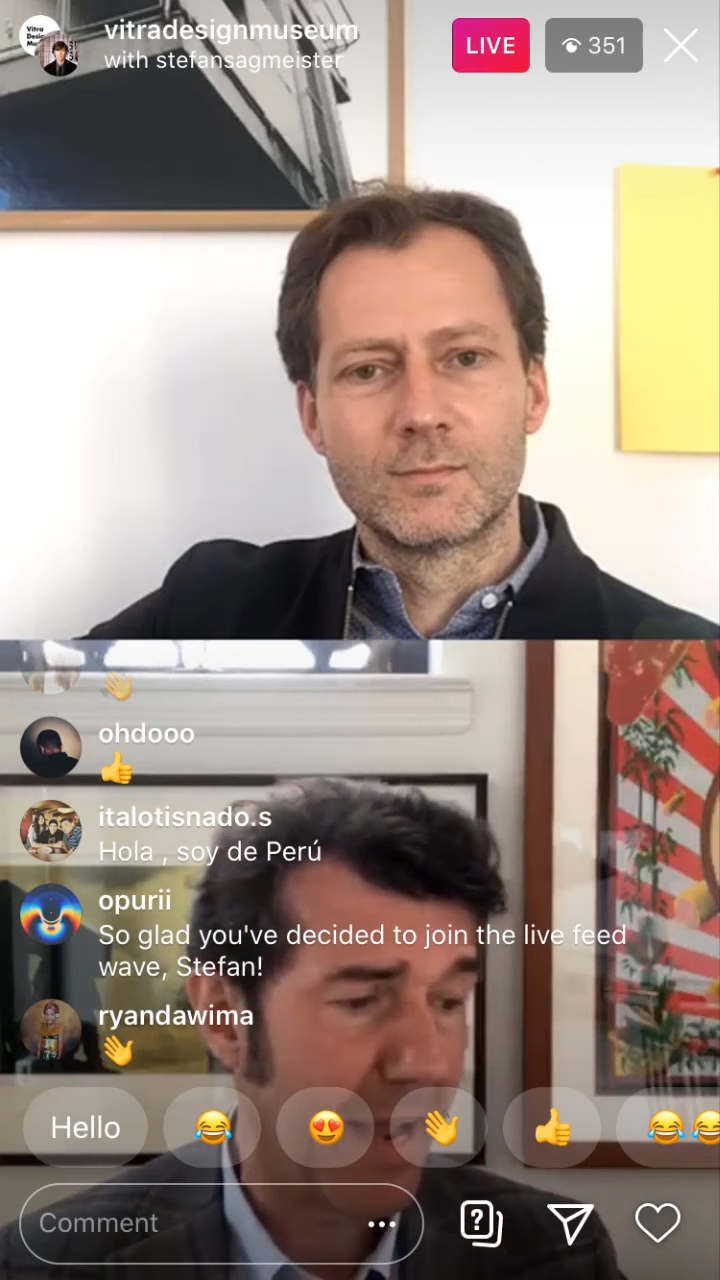 Vitra
vitradesignmuseum
with stefansagmeister
LIVE
351
ohdooo
italotisnado.s
Hola , soy de Perú
opurii
So glad you've decided to join the live feed
wave, Stefan!
ryandawima
Hello
Comment